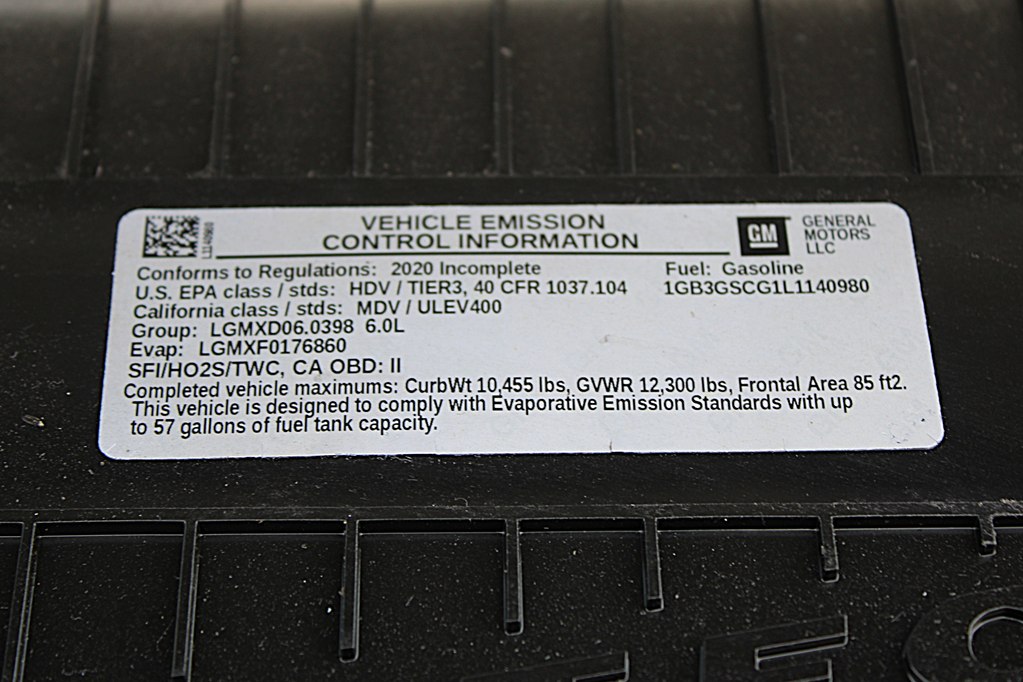 VEHICLE EMISSION
CONTROL INFORMATION
GM
GENERAL
MOTORS
LLC
L1140980
Conforms to Regulations: 2020 Incomplete
Fuel: Gasoline
U.S. EPA class / stds: HDV / TIER3, 40 CFR 1037.104
1GB3GSCG1L1140980
California class / stds: MDV / ULEV400
Group: LGMXD06.0398 6.0L
Evap: LGMXF0176860
SFI/HO2S/TWC, CA OBD: II
Completed vehicle maximums: CurbWt 10,455 lbs, GVWR 12,300 lbs, Frontal Area 85 ft2.
This vehicle is designed to comply with Evaporative Emission Standards with up
to 57 gallons of fuel tank capacity.